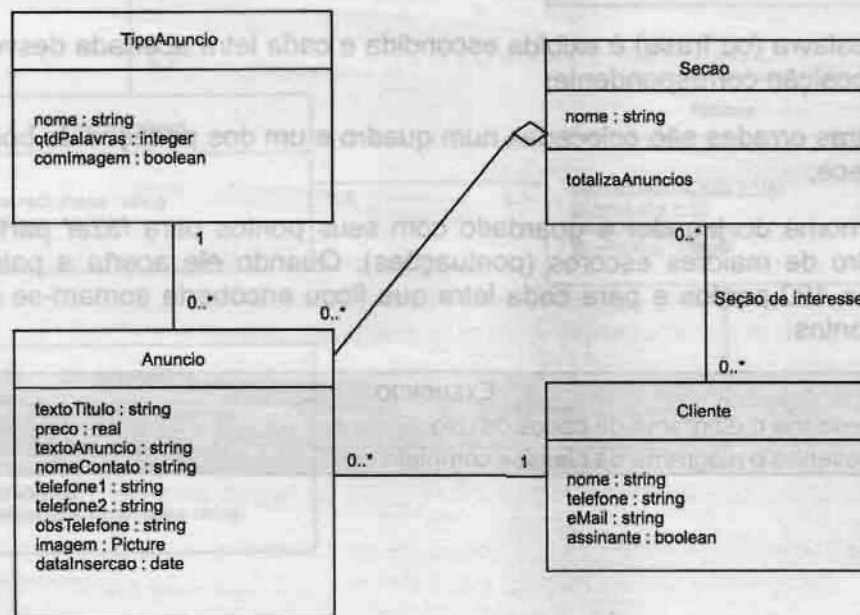 TipoAnuncio
nome : string
qtdPalavras : integer
comImagem : boolean
1
0..*
Secao
nome : string
totalizaAnuncios
0..*
Seção de interesse
0..*
0..*
Anuncio
textoTitulo : string
preco : real
textoAnuncio : string
nomeContato : string
telefone1 : string
telefone2 : string
obsTelefone : string
imagem : Picture
dataInsercao : date
0..*
1
Cliente
nome : string
telefone : string
eMail : string
assinante : boolean